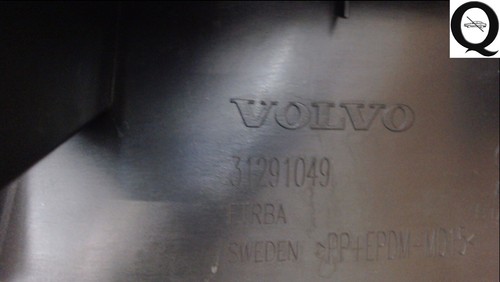 Q
VOLVO
31291049
SWEDEN >PP+EPDM-MD15<